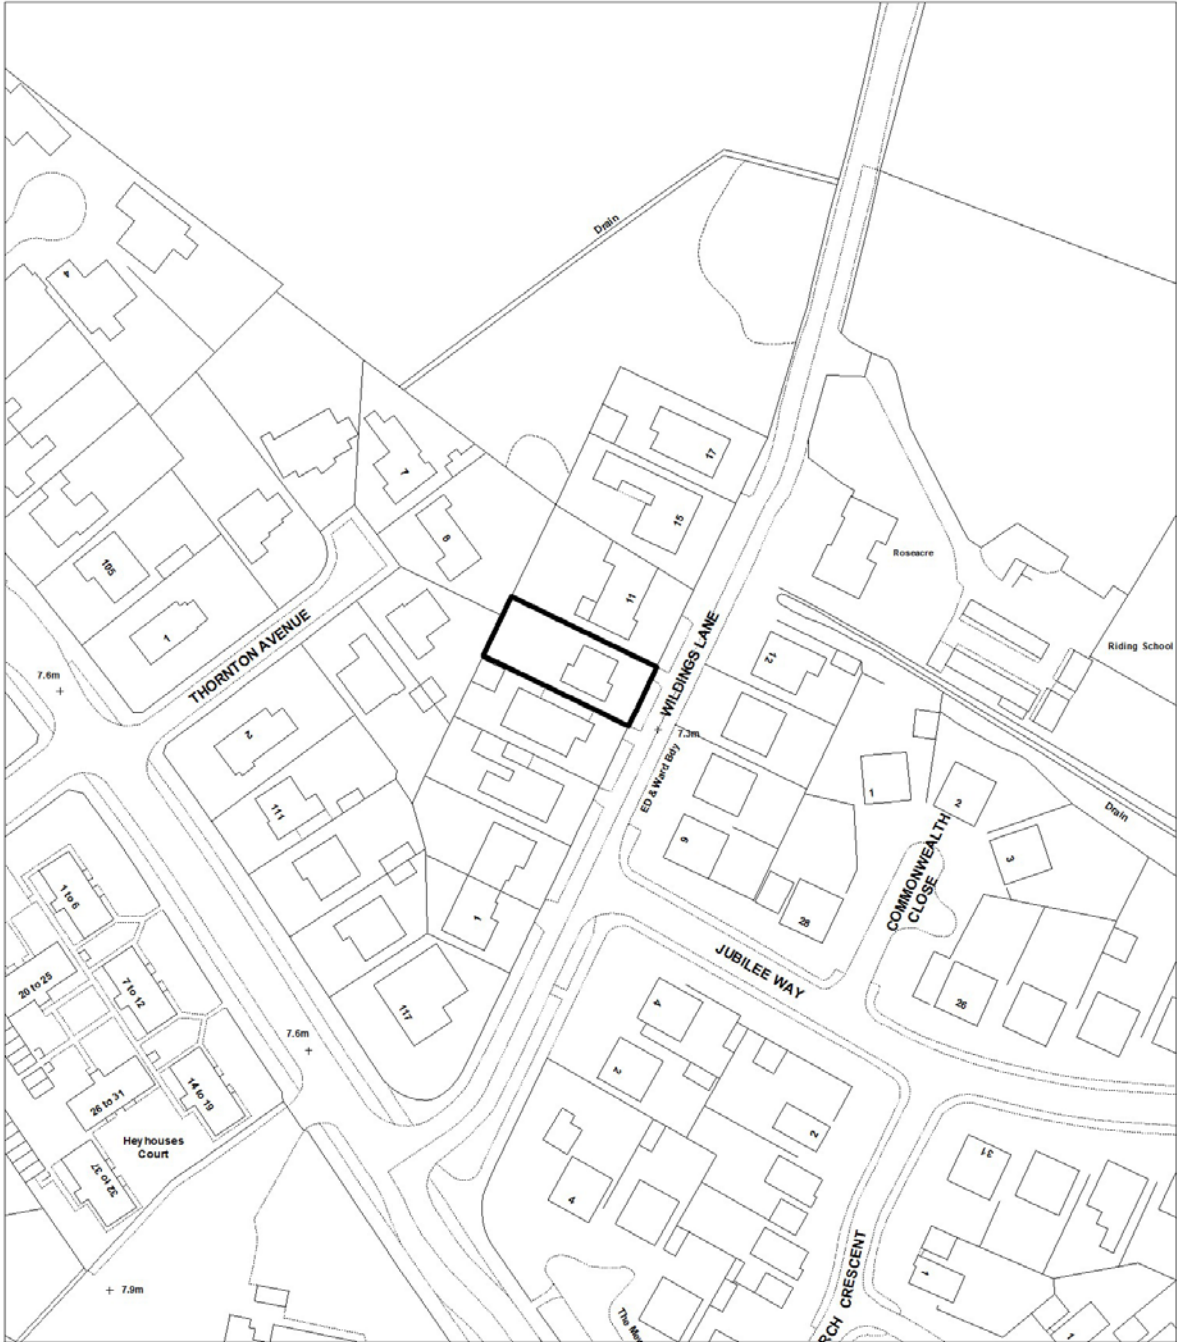 Drain
4
17
7
15
8
Roseacre
105
11
1
THORNTON AVENUE
WILDINGS LANE
12
Riding School
7.6m
7.3m
2
ED & Ward Bdy
111
1
2
Drain
COMMONWEALTH
CLOSE
3
6
1
28
1 to 6
JUBILEE WAY
20 to 25
7 to 12
26
4
117
7.6m
2
14 to 19
26 to 31
2
Heyhouses
Court
31
32 to 37
4
CRESCENT
1
7.9m
1